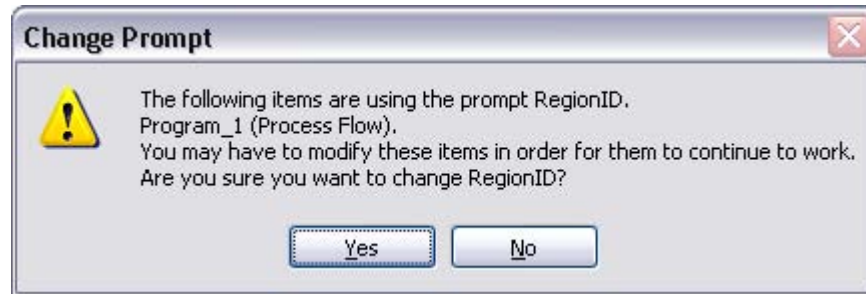 Change Prompt
The following items are using the prompt RegionID.
Program_1 (Process Flow).
You may have to modify these items in order for them to continue to work.
Are you sure you want to change RegionID?
Yes No